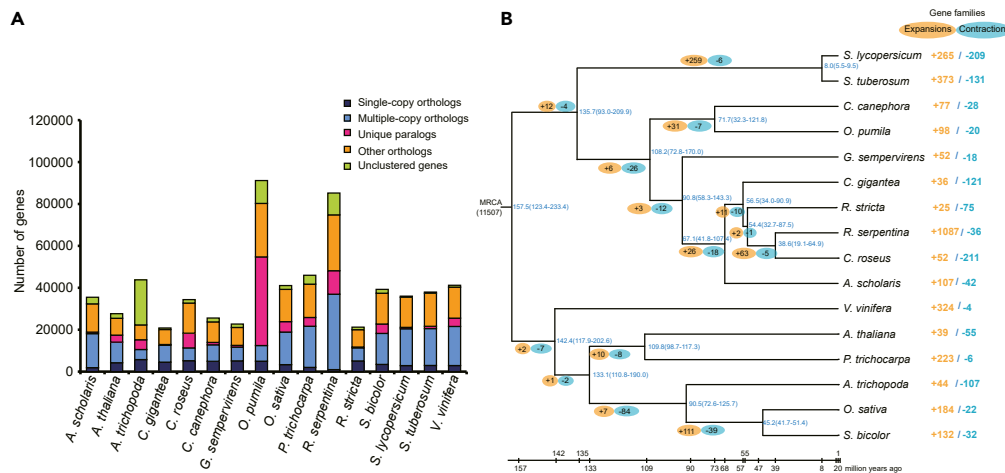 A
Single-copy orthologs
Multiple-copy orthologs
Unique paralogs
Other orthologs
Unclustered genes
Number of genes
120000
100000
80000
60000
40000
20000
0
A. scholaris
A. thaliana
A. trichopoda
C. gigantea
C. roseus
C. canephora
G. sempervirens
O. pumila
O. sativa
P. trichocarpa
R. serpentina
R. stricta
S. bicolor
S. lycopersicum
S. tuberosum
V. vinifera
B
Gene families
Expansions / Contraction
S. lycopersicum +265 / -209
S. tuberosum +373 / -131
C. canephora +77 / -28
O. pumila +98 / -20
G. sempervirens +52 / -18
C. gigantea +36 / -121
R. stricta +25 / -75
R. serpentina +1087 / -36
C. roseus +52 / -211
A. scholaris +107 / -42
V. vinifera +324 / -4
A. thaliana +39 / -55
P. trichocarpa +223 / -6
A. trichopoda +44 / -107
O. sativa +184 / -22
S. bicolor +132 / -32
+259 -6
8.0(5.5-9.5)
+12 -4
135.7(93.0-209.9)
+31 -7
71.7(32.3-121.8)
108.2(72.8-170.0)
+6 -26
90.8(58.3-143.3)
+3 -12
56.5(34.0-90.9)
+11 -10
54.4(32.7-87.5)
+2 -1
67.1(41.8-107.4)
38.6(19.1-64.9)
+26 -18
+63 -5
MRCA
(11507)
157.5(123.4-233.4)
142.4(117.9-202.6)
+2 -7
109.8(98.7-117.3)
+10 -8
133.1(110.8-190.0)
+1 -2
90.5(72.6-125.7)
+7 -84
45.2(41.7-51.4)
+111 -39
142 135 55 1
157 133 109 90 73 68 57 47 39 8 20 million years ago